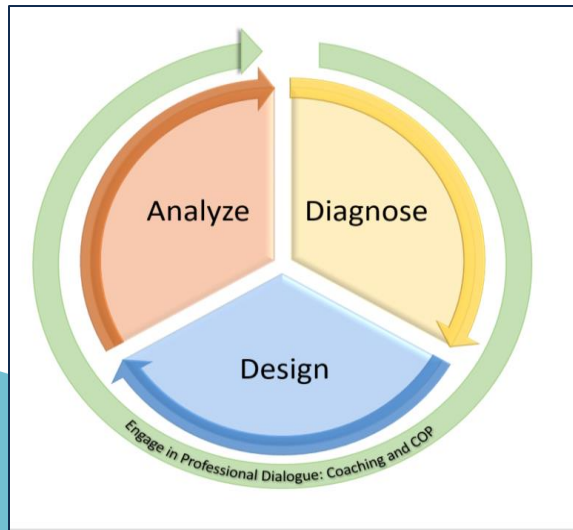 Analyze
Diagnose
Design
Engage in Professional Dialogue: Coaching and COP